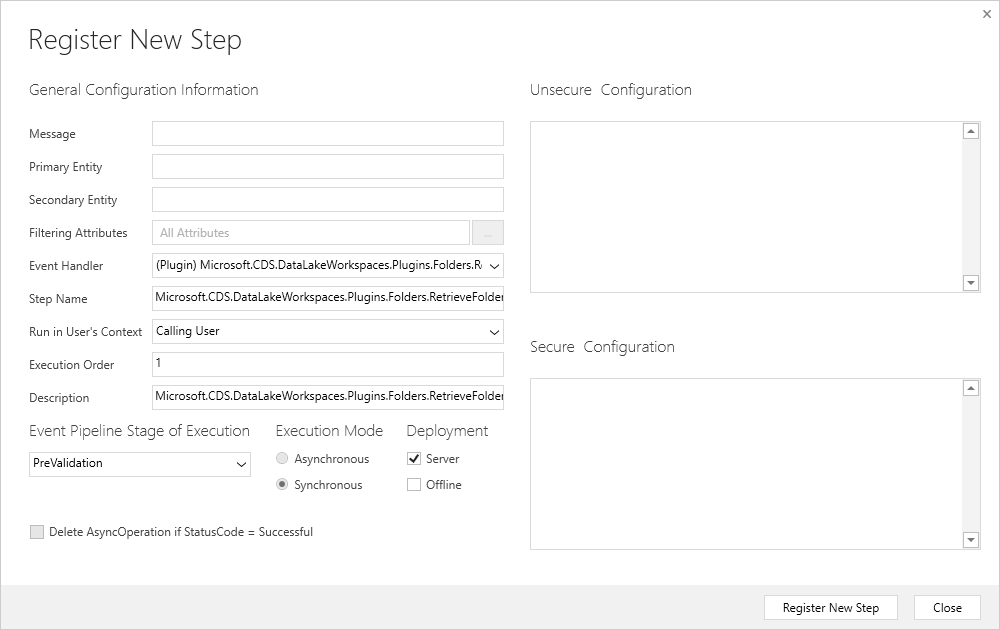 Register New Step
General Configuration Information
Message
Primary Entity
Secondary Entity
Filtering Attributes All Attributes ...
Event Handler (Plugin) Microsoft.CDS.DataLakeWorkspaces.Plugins.Folders.R
Step Name Microsoft.CDS.DataLakeWorkspaces.Plugins.Folders.RetrieveFolder
Run in User's Context Calling User
Execution Order 1
Description Microsoft.CDS.DataLakeWorkspaces.Plugins.Folders.RetrieveFolder
Event Pipeline Stage of Execution
PreValidation
Execution Mode
Asynchronous
Synchronous
Deployment
Server
Offline
Delete AsyncOperation if StatusCode = Successful
Unsecure Configuration
Secure Configuration
Register New Step
Close